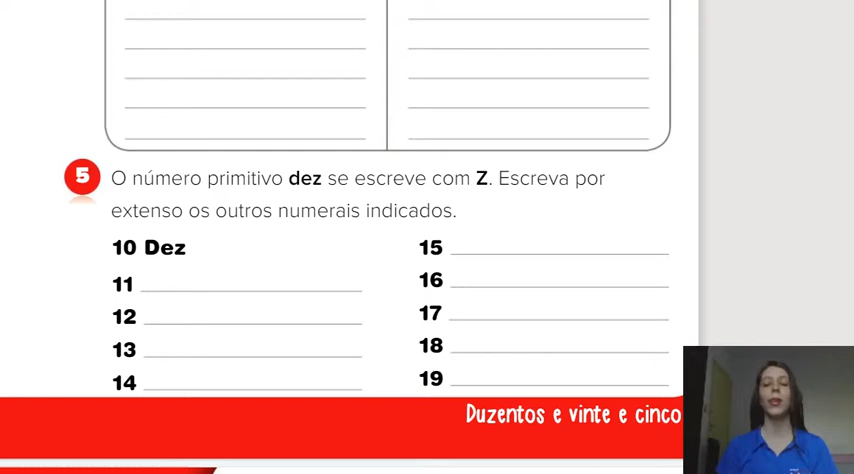 5 O número primitivo dez se escreve com Z. Escreva por
extenso os outros numerais indicados.
10 Dez
11
12
13
14
15
16
17
18
19
Duzentos e vinte e cinco